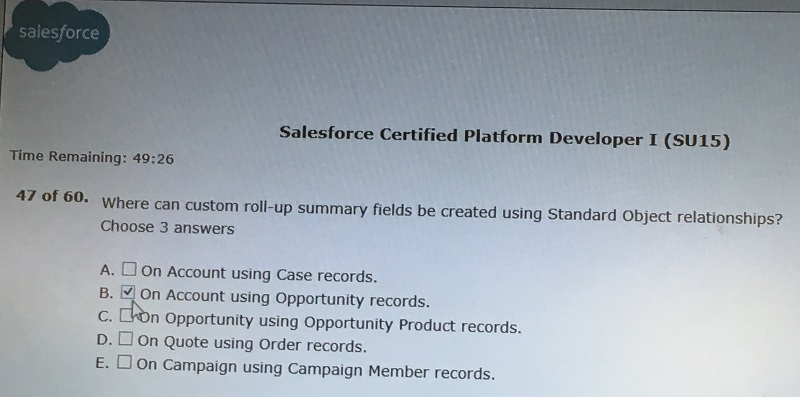 salesforce
Salesforce Certified Platform Developer I (SU15)
Time Remaining: 49:26
47 of 60. Where can custom roll-up summary fields be created using Standard Object relationships?
Choose 3 answers
A. On Account using Case records.
B. On Account using Opportunity records.
C. On Opportunity using Opportunity Product records.
D. On Quote using Order records.
E. On Campaign using Campaign Member records.